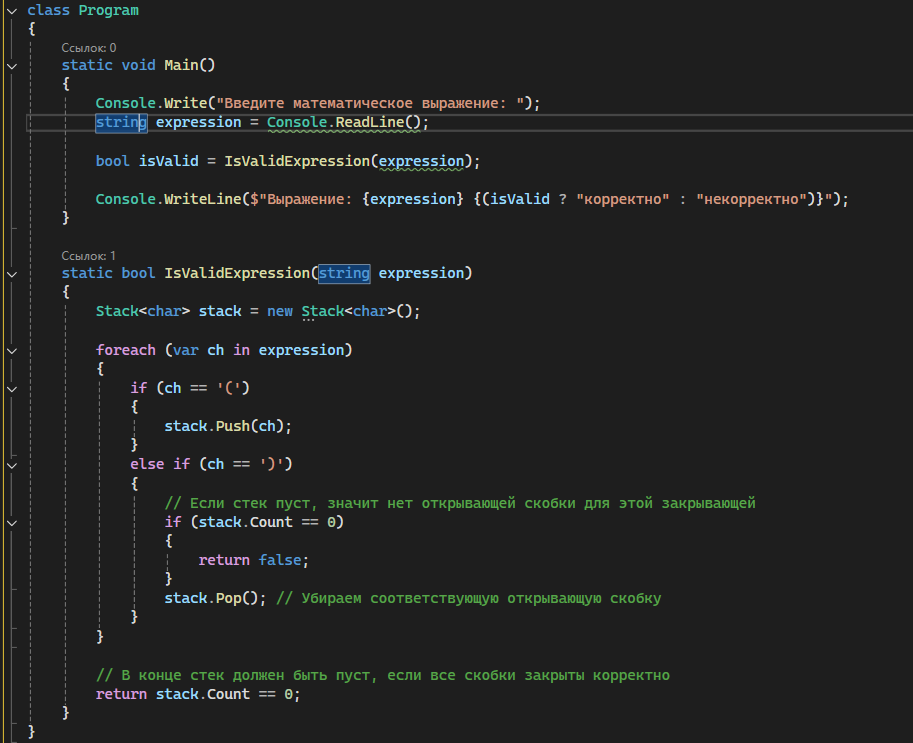 class Program
{
Ссылок: 0
static void Main()
{
Console.Write("Введите математическое выражение: ");
string expression = Console.ReadLine();
bool isValid = IsValidExpression(expression);
Console.WriteLine($"Выражение: {expression} {(isValid ? "корректно" : "некорректно")}");
}
Ссылок: 1
static bool IsValidExpression(string expression)
{
Stack<char> stack = new Stack<char>();
foreach (var ch in expression)
{
if (ch == '(')
{
stack.Push(ch);
}
else if (ch == ')')
{
// Если стек пуст, значит нет открывающей скобки для этой закрывающей
if (stack.Count == 0)
{
return false;
}
stack.Pop(); // Убираем соответствующую открывающую скобку
}
}
// В конце стек должен быть пуст, если все скобки закрыты корректно
return stack.Count == 0;
}
}